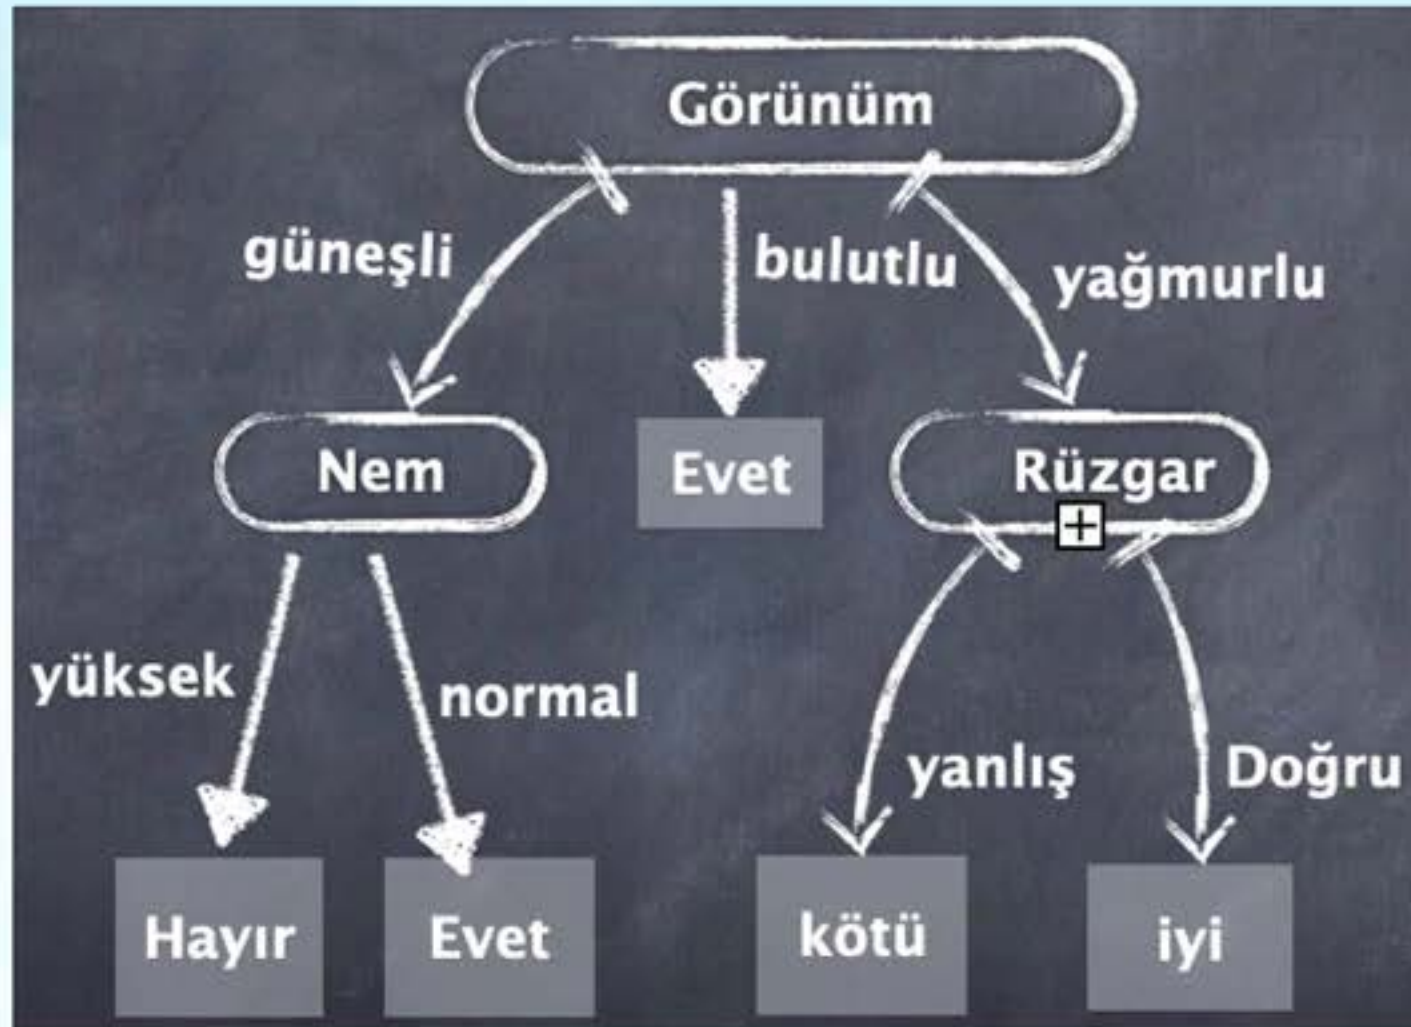 Görünüm
güneşli
bulutlu
yağmurlu
Nem
Evet
Rüzgar
yüksek
normal
yanlış
Doğru
Hayır
Evet
kötü
iyi